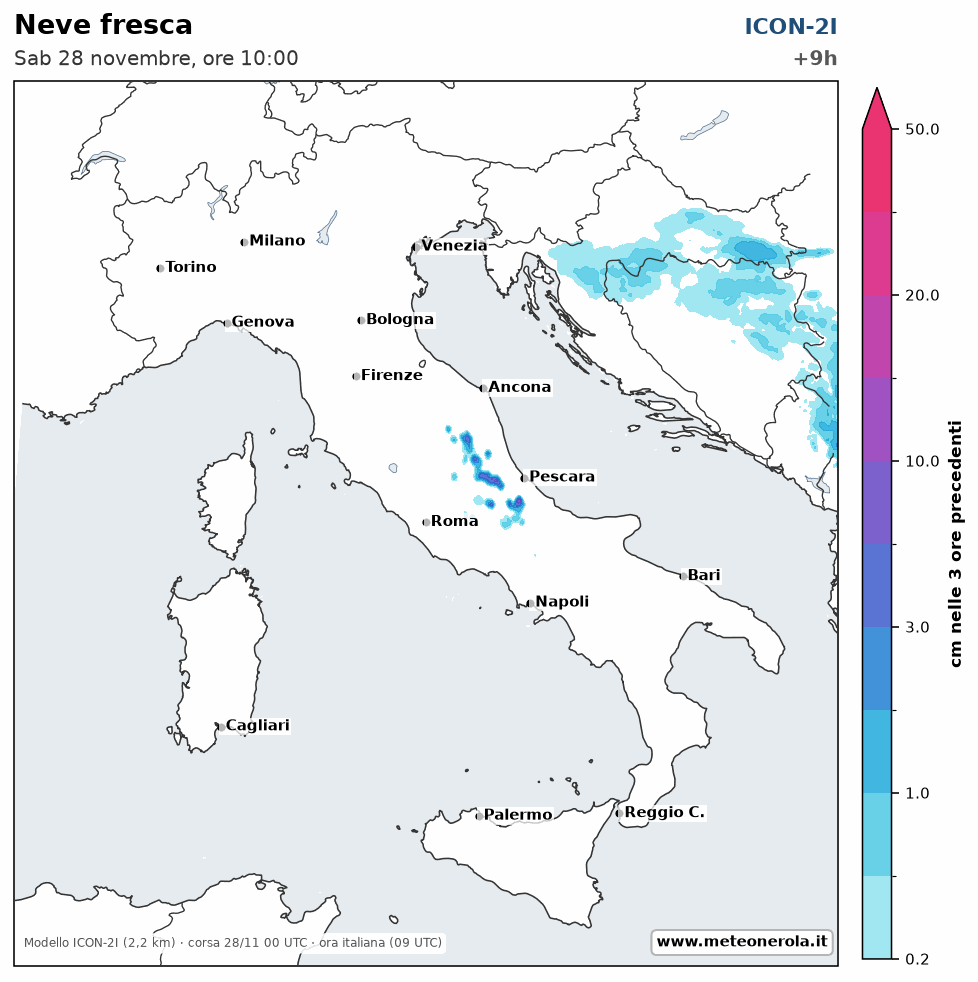 Neve fresca
ICON-2I
Sab 28 novembre, ore 10:00
+9h
50.0
20.0
10.0
3.0
1.0
0.2
cm nelle 3 ore precedenti
Milano
Venezia
Torino
Genova
Bologna
Firenze
Ancona
Pescara
Roma
Bari
Napoli
Cagliari
Palermo
Reggio C.
Modello ICON-2I (2,2 km) · corsa 28/11 00 UTC · ora italiana (09 UTC)
www.meteonerola.it